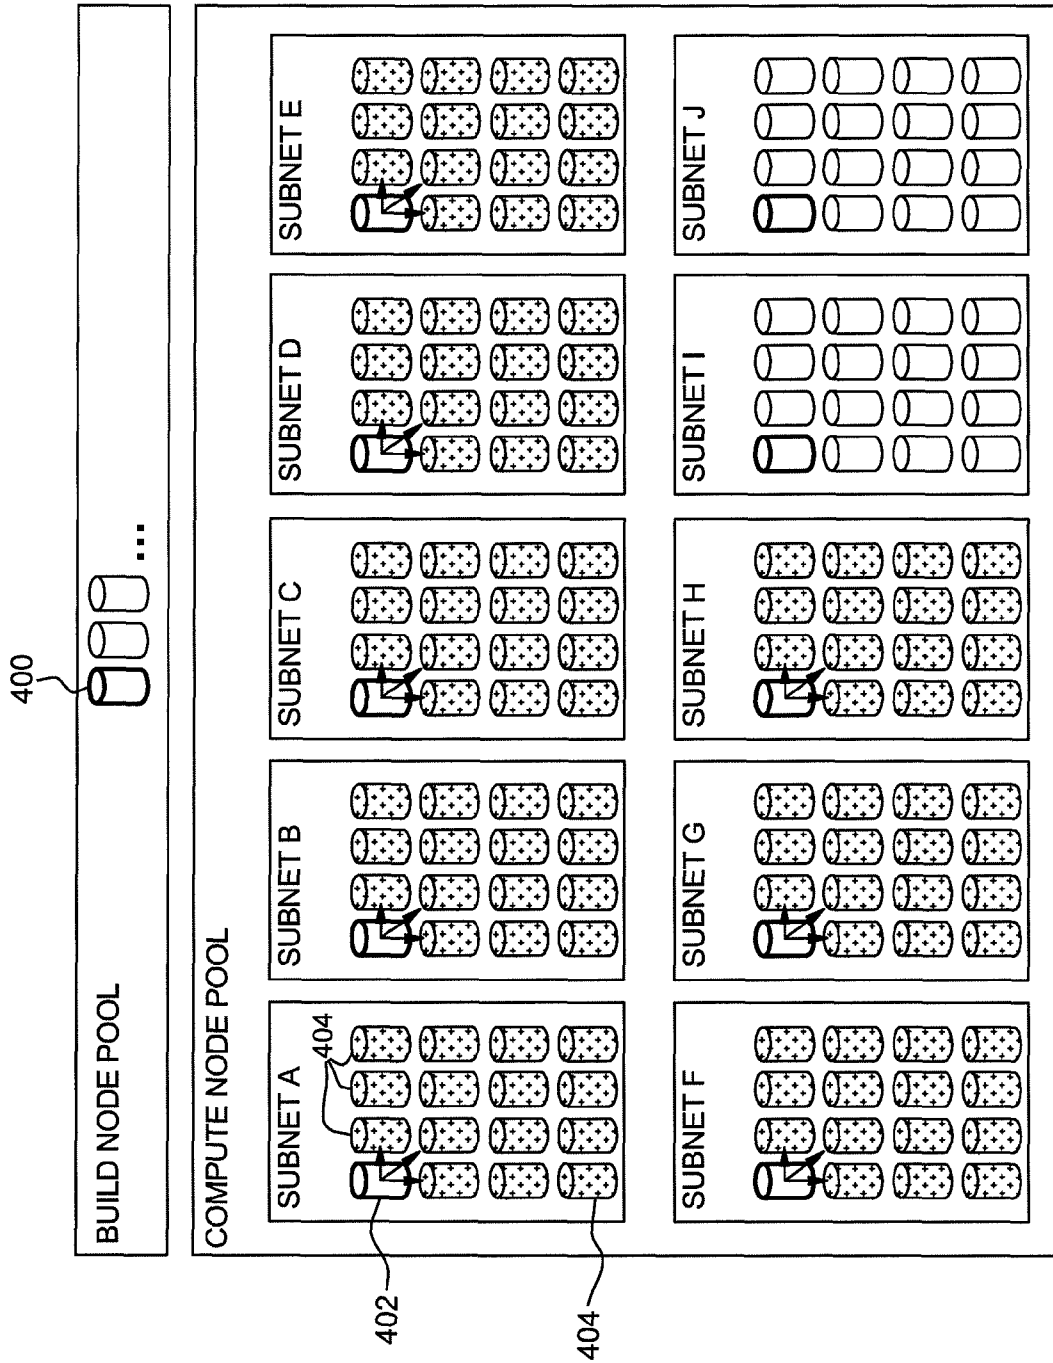 BUILD NODE POOL
400
...
COMPUTE NODE POOL
SUBNET A
SUBNET B
SUBNET C
SUBNET D
SUBNET E
404
402
404
SUBNET F
SUBNET G
SUBNET H
SUBNET I
SUBNET J